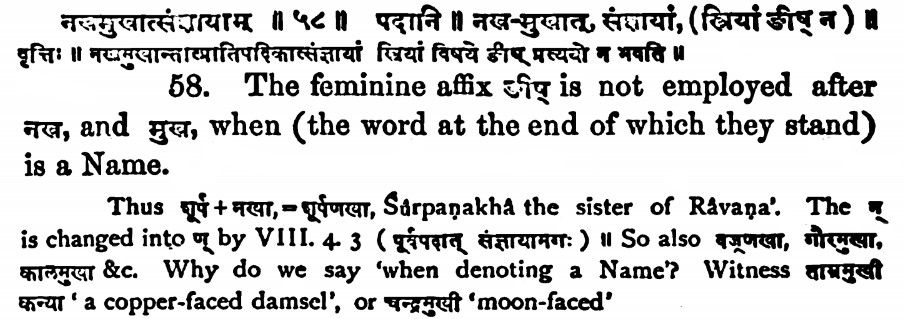 नखमुखात्संज्ञायाम् ॥ ५८ ॥ पदानि ॥ नख-मुखात्, संज्ञायां, (स्त्रियां ङीष् न) ॥
वृत्तिः ॥ नखमुखान्तात्प्रातिपदिकात्संज्ञायां स्त्रियां विषये ङीष् प्रत्ययो न भवति ॥
58. The feminine affix ङीष् is not employed after
नख, and मुख, when (the word at the end of which they stand)
is a Name.
Thus शूर्प + नखा, = शूर्पणखा, Śûrpaṇakhâ the sister of Râvaṇa'. The न्
is changed into ण् by VIII. 4. 3 ( पूर्वपदात् संज्ञायामगः ) ॥ So also वज्रणखा, गौरमुखा,
कालमुखा &c. Why do we say 'when denoting a Name'? Witness ताम्रमुखी
कन्या ' a copper-faced damsel', or चन्द्रमुखी 'moon-faced'